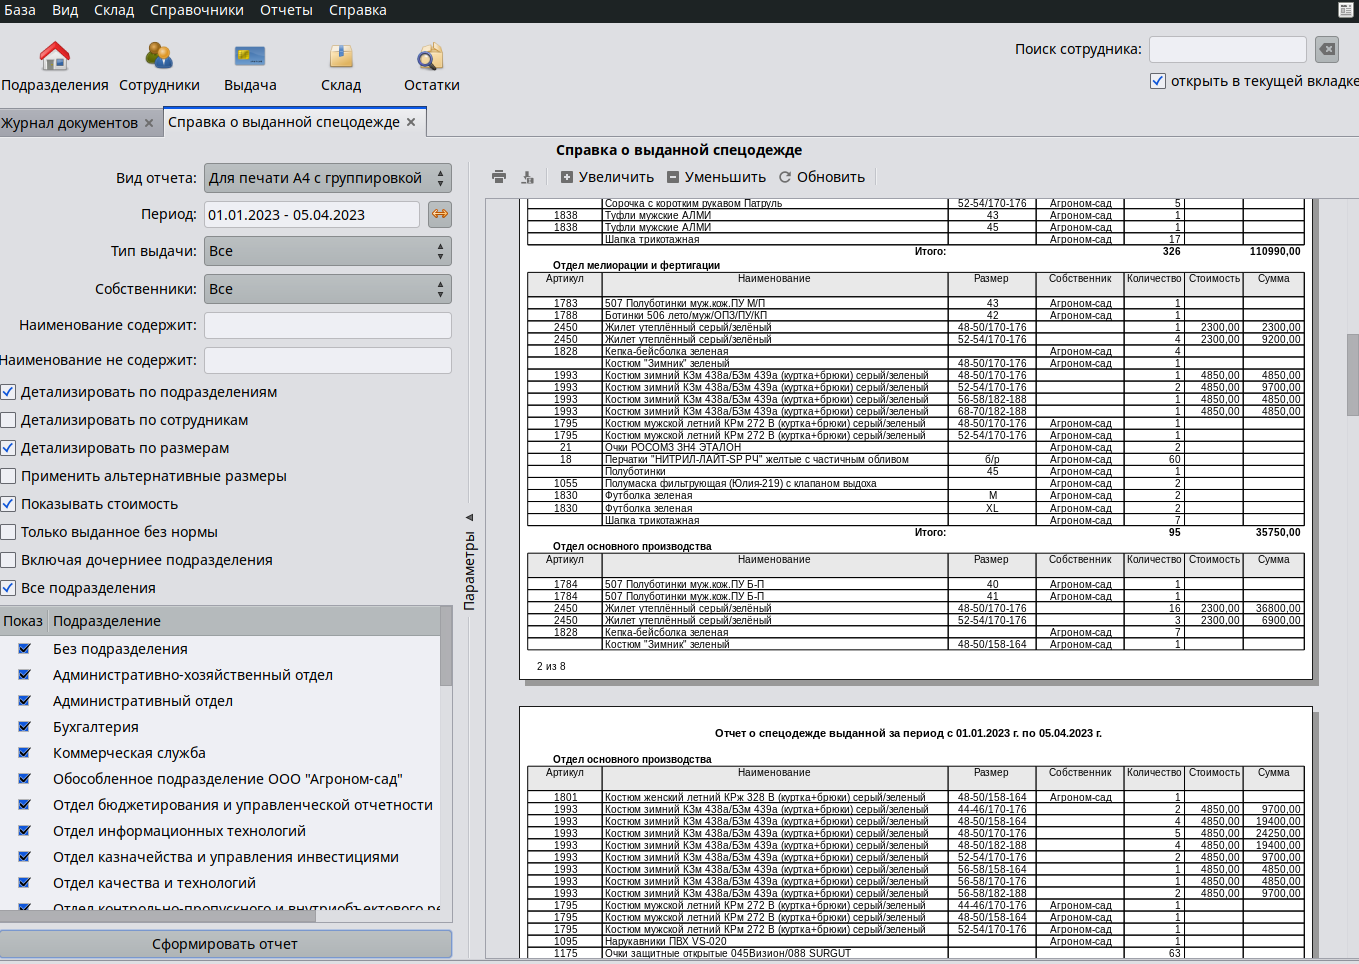 База Вид Склад Справочники Отчеты Справка
Подразделения Сотрудники Выдача Склад Остатки
Поиск сотрудника:
открыть в текущей вкладке
Журнал документов
Справка о выданной спецодежде
Справка о выданной спецодежде
Вид отчета: Для печати А4 с группировкой
Период: 01.01.2023 - 05.04.2023
Тип выдачи: Все
Собственники: Все
Наименование содержит:
Наименование не содержит:
Детализировать по подразделениям
Детализировать по сотрудникам
Детализировать по размерам
Применить альтернативные размеры
Показывать стоимость
Только выданное без нормы
Включая дочерниее подразделения
Все подразделения
Показ Подразделение
Без подразделения
Административно-хозяйственный отдел
Административный отдел
Бухгалтерия
Коммерческая служба
Обособленное подразделение ООО "Агроном-сад"
Отдел бюджетирования и управленческой отчетности
Отдел информационных технологий
Отдел казначейства и управления инвестициями
Отдел качества и технологий
Отдел контрольно-пропускного и внутриобъектового ре
Сформировать отчет
Параметры
Увеличить Уменьшить Обновить
Сорочка с коротким рукавом Патруль 52-54/170-176 Агроном-сад 5
1838 Туфли мужские АЛМИ 43 Агроном-сад 1
1838 Туфли мужские АЛМИ 45 Агроном-сад 1
Шапка трикотажная Агроном-сад 17
Итого: 326 110990,00
Отдел мелиорации и фертигации
Артикул Наименование Размер Собственник Количество Стоимость Сумма
1783 507 Полуботинки муж.кож.ПУ М/П 43 Агроном-сад 1
1788 Ботинки 506 лето/муж/ОПЗ/ПУ/КП 42 Агроном-сад 1
2450 Жилет утеплённый серый/зелёный 48-50/170-176 1 2300,00 2300,00
2450 Жилет утеплённый серый/зелёный 52-54/170-176 4 2300,00 9200,00
1828 Кепка-бейсболка зеленая Агроном-сад 4
Костюм "Зимник" зеленый 48-50/170-176 Агроном-сад 1
1993 Костюм зимний КЗм 438а/БЗм 439а (куртка+брюки) серый/зеленый 48-50/170-176 1 4850,00 4850,00
1993 Костюм зимний КЗм 438а/БЗм 439а (куртка+брюки) серый/зеленый 52-54/170-176 2 4850,00 9700,00
1993 Костюм зимний КЗм 438а/БЗм 439а (куртка+брюки) серый/зеленый 56-58/182-188 1 4850,00 4850,00
1993 Костюм зимний КЗм 438а/БЗм 439а (куртка+брюки) серый/зеленый 68-70/182-188 1 4850,00 4850,00
1795 Костюм мужской летний КРм 272 В (куртка+брюки) серый/зеленый 48-50/170-176 Агроном-сад 1
1795 Костюм мужской летний КРм 272 В (куртка+брюки) серый/зеленый 52-54/170-176 Агроном-сад 1
21 Очки РОСОМЗ ЗН4 ЭТАЛОН Агроном-сад 2
18 Перчатки "НИТРИЛ-ЛАЙТ-SP РЧ" желтые с частичным обливом б/р Агроном-сад 60
Полуботинки 45 Агроном-сад 1
1055 Полумаска фильтрующая (Юлия-219) с клапаном выдоха Агроном-сад 2
1830 Футболка зеленая M Агроном-сад 2
1830 Футболка зеленая XL Агроном-сад 2
Шапка трикотажная Агроном-сад 7
Итого: 95 35750,00
Отдел основного производства
Артикул Наименование Размер Собственник Количество Стоимость Сумма
1784 507 Полуботинки муж.кож.ПУ Б-П 40 Агроном-сад 1
1784 507 Полуботинки муж.кож.ПУ Б-П 41 Агроном-сад 1
2450 Жилет утеплённый серый/зелёный 48-50/170-176 16 2300,00 36800,00
2450 Жилет утеплённый серый/зелёный 52-54/170-176 3 2300,00 6900,00
1828 Кепка-бейсболка зеленая Агроном-сад 7
Костюм "Зимник" зеленый 48-50/158-164 Агроном-сад 1
2 из 8
Отчет о спецодежде выданной за период с 01.01.2023 г. по 05.04.2023 г.
Отдел основного производства
Артикул Наименование Размер Собственник Количество Стоимость Сумма
1801 Костюм женский летний КРж 328 В (куртка+брюки) серый/зеленый 48-50/158-164 Агроном-сад 1
1993 Костюм зимний КЗм 438а/БЗм 439а (куртка+брюки) серый/зеленый 44-46/170-176 2 4850,00 9700,00
1993 Костюм зимний КЗм 438а/БЗм 439а (куртка+брюки) серый/зеленый 48-50/158-164 4 4850,00 19400,00
1993 Костюм зимний КЗм 438а/БЗм 439а (куртка+брюки) серый/зеленый 48-50/170-176 5 4850,00 24250,00
1993 Костюм зимний КЗм 438а/БЗм 439а (куртка+брюки) серый/зеленый 48-50/182-188 4 4850,00 19400,00
1993 Костюм зимний КЗм 438а/БЗм 439а (куртка+брюки) серый/зеленый 52-54/170-176 2 4850,00 9700,00
1993 Костюм зимний КЗм 438а/БЗм 439а (куртка+брюки) серый/зеленый 56-58/158-164 1 4850,00 4850,00
1993 Костюм зимний КЗм 438а/БЗм 439а (куртка+брюки) серый/зеленый 56-58/170-176 1 4850,00 4850,00
1993 Костюм зимний КЗм 438а/БЗм 439а (куртка+брюки) серый/зеленый 56-58/182-188 2 4850,00 9700,00
1795 Костюм мужской летний КРм 272 В (куртка+брюки) серый/зеленый 44-46/170-176 Агроном-сад 1
1795 Костюм мужской летний КРм 272 В (куртка+брюки) серый/зеленый 48-50/158-164 Агроном-сад 1
1795 Костюм мужской летний КРм 272 В (куртка+брюки) серый/зеленый 52-54/170-176 Агроном-сад 1
1095 Нарукавники ПВХ VS-020 Агроном-сад 1
1175 Очки защитные открытые 045Визион/088 SURGUT 63